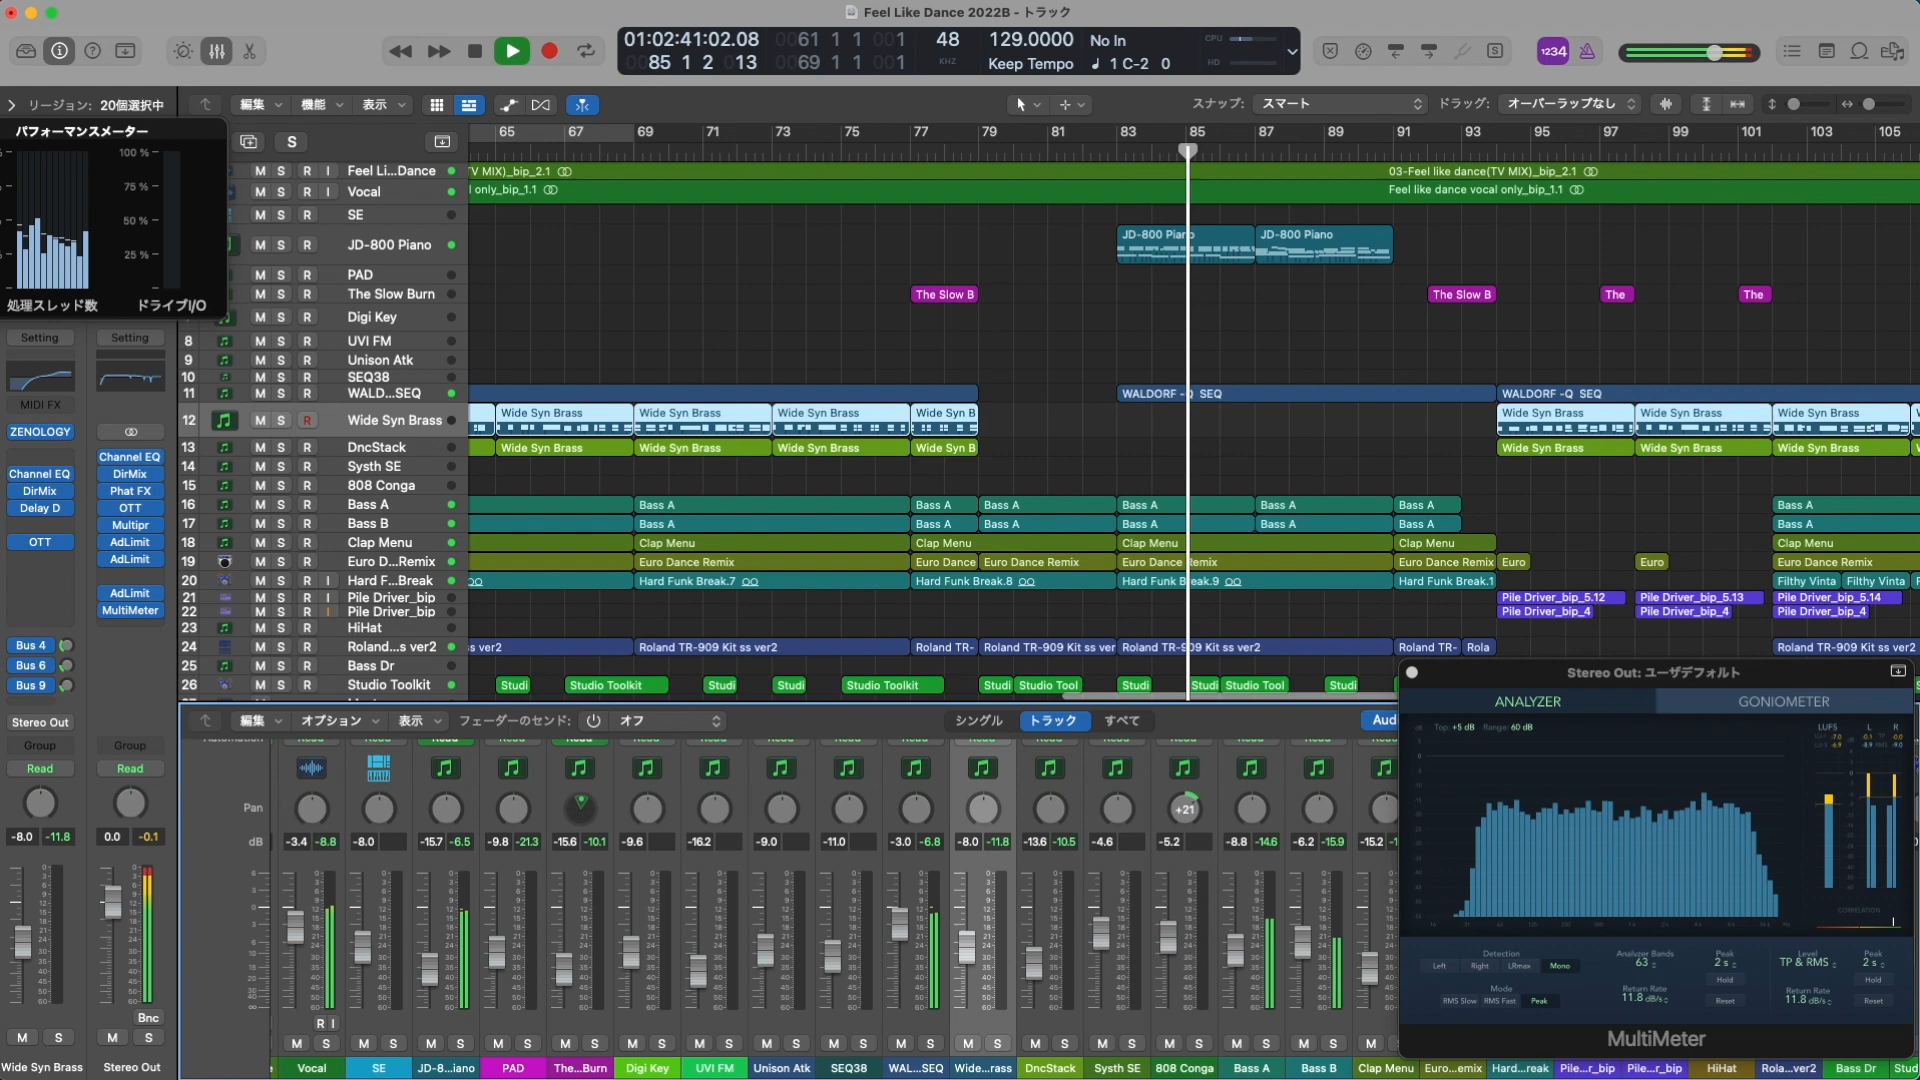 Feel Like Dance 2022B - トラック
01:02:41:02.08
0061 1 1 001
48
129.0000
No In
CPU
85 1 2 013
0069 1 1 001
KHZ
Keep Tempo
1 C-2 0
HD
1234
リージョン: 20個選択中
編集
機能
表示
スナップ:
スマート
ドラッグ:
オーバーラップなし
パフォーマンスメーター
100 %
75 %
50 %
25 %
処理スレッド数
ドライブI/O
S
65 67 69 71 73 75 77 79 81 83 85 87 89 91 93 95 97 99 101 103 105
M S R I Feel Li...Dance
TV MIX)_bip_2.1
03-Feel like dance(TV MIX)_bip_2.1
M S R I Vocal
l only_bip_1.1
Feel like dance vocal only_bip_1.1
M S R SE
M S R JD-800 Piano
JD-800 Piano
JD-800 Piano
M S R PAD
M S R The Slow Burn
The Slow B
The Slow B
The
The
M S R Digi Key
8 M S R UVI FM
9 M S R Unison Atk
10 M S R SEQ38
11 M S R WALD...SEQ
WALDORF -Q SEQ
WALDORF -Q SEQ
12 M S R Wide Syn Brass
Wide Syn Brass
Wide Syn Brass
Wide Syn Brass
Wide Syn B
Wide Syn Brass
Wide Syn Brass
Wide Syn Brass
13 M S R DncStack
Wide Syn Brass
Wide Syn Brass
Wide Syn Brass
Wide Syn B
Wide Syn Brass
Wide Syn Brass
Wide Syn Brass
14 M S R Systh SE
15 M S R 808 Conga
16 M S R Bass A
Bass A
Bass A
Bass A
Bass A
Bass A
Bass A
Bass A
17 M S R Bass B
Bass A
Bass A
Bass A
Bass A
Bass A
Bass A
Bass A
18 M S R Clap Menu
Clap Menu
Clap Menu
Clap Menu
Clap Menu
Clap Menu
19 M S R Euro D...Remix
Euro Dance Remix
Euro Dance
Euro Dance Remix
Euro Dance Remix
Euro Dance Remix
Euro
Euro
Euro Dance Remix
20 M S R I Hard F...Break
Hard Funk Break.7
Hard Funk Break.8
Hard Funk Break.9
Hard Funk Break.1
Filthy Vinta
Filthy Vinta
21 M S R I Pile Driver_bip
Pile Driver_bip_5.12
Pile Driver_bip_5.13
Pile Driver_bip_5.14
22 M S R I Pile Driver_bip
Pile Driver_bip_4
Pile Driver_bip_4
Pile Driver_bip_4
23 M S R HiHat
24 M S R Roland...s ver2
ss ver2
Roland TR-909 Kit ss ver2
Roland TR-
Roland TR-909 Kit ss ver
Roland TR-909 Kit ss ver2
Roland TR-
Rola
Roland TR-909 Kit ss ver2
25 M S R Bass Dr
26 M S R Studio Toolkit
Studi
Studio Toolkit
Studi
Studi
Studio Toolkit
Studi
Studio Tool
Studi
Studi
Studio Tool
Studi
Setting
Setting
MIDI FX
ZENOLOGY
Channel EQ
Channel EQ
DirMix
DirMix
Phat FX
Delay D
OTT
Multipr
OTT
AdLimit
AdLimit
AdLimit
MultiMeter
Bus 4
Bus 6
Bus 9
Stereo Out
Group
Group
Read
Read
-8.0 -11.8
0.0 -0.1
Bnc
M S
M S
Wide Syn Brass
Stereo Out
編集
オプション
表示
フェーダーのセンド:
オフ
シングル
トラック
すべて
Aud
Pan
+21
dB
-3.4 -8.8
-8.0
-15.7 -6.5
-9.8 -21.3
-15.6 -10.1
-9.6
-16.2
-9.0
-11.0
-3.0 -6.8
-8.0 -11.8
-13.6 -10.5
-4.6
-5.2
-8.8 -14.6
-6.2 -15.9
-15.2
R I
M S M S M S M S M S M S M S M S M S M S M S M S M S M S M S M S M
Vocal
SE
JD-8...iano
PAD
The...Burn
Digi Key
UVI FM
Unison Atk
SEQ38
WAL...SEQ
Wide...rass
DncStack
Systh SE
808 Conga
Bass A
Bass B
Clap Menu
Euro...emix
Hard...reak
Pile...r_bip
Pile...r_bip
HiHat
Rola...ver2
Bass Dr
Stud
Stereo Out: ユーザデフォルト
ANALYZER
GONIOMETER
Top: +5 dB Range: 60 dB
LUFS
L
R
CORRELATION
Detection
Left
Right
LRmax
Mono
Mode
RMS Slow
RMS Fast
Peak
Analyzer Bands
63
Return Rate
11.8 dB/s
Peak
2 s
Hold
Reset
Level
TP & RMS
Return Rate
11.8 dB/s
Peak
2 s
Hold
Reset
MultiMeter